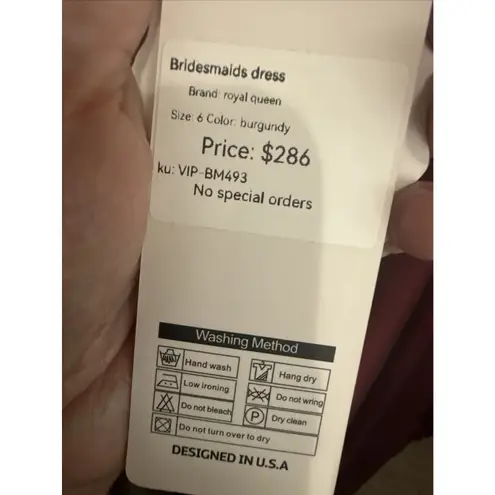 Bridesmaids dress
Brand: royal queen
Size: 6 Color: burgundy
Price: $286
ku: VIP-BM493
No special orders
Washing Method
Hand wash
Hang dry
Low ironing
Do not wring
Do not bleach
P
Dry clean
Do not turn over to dry
DESIGNED IN U.S.A